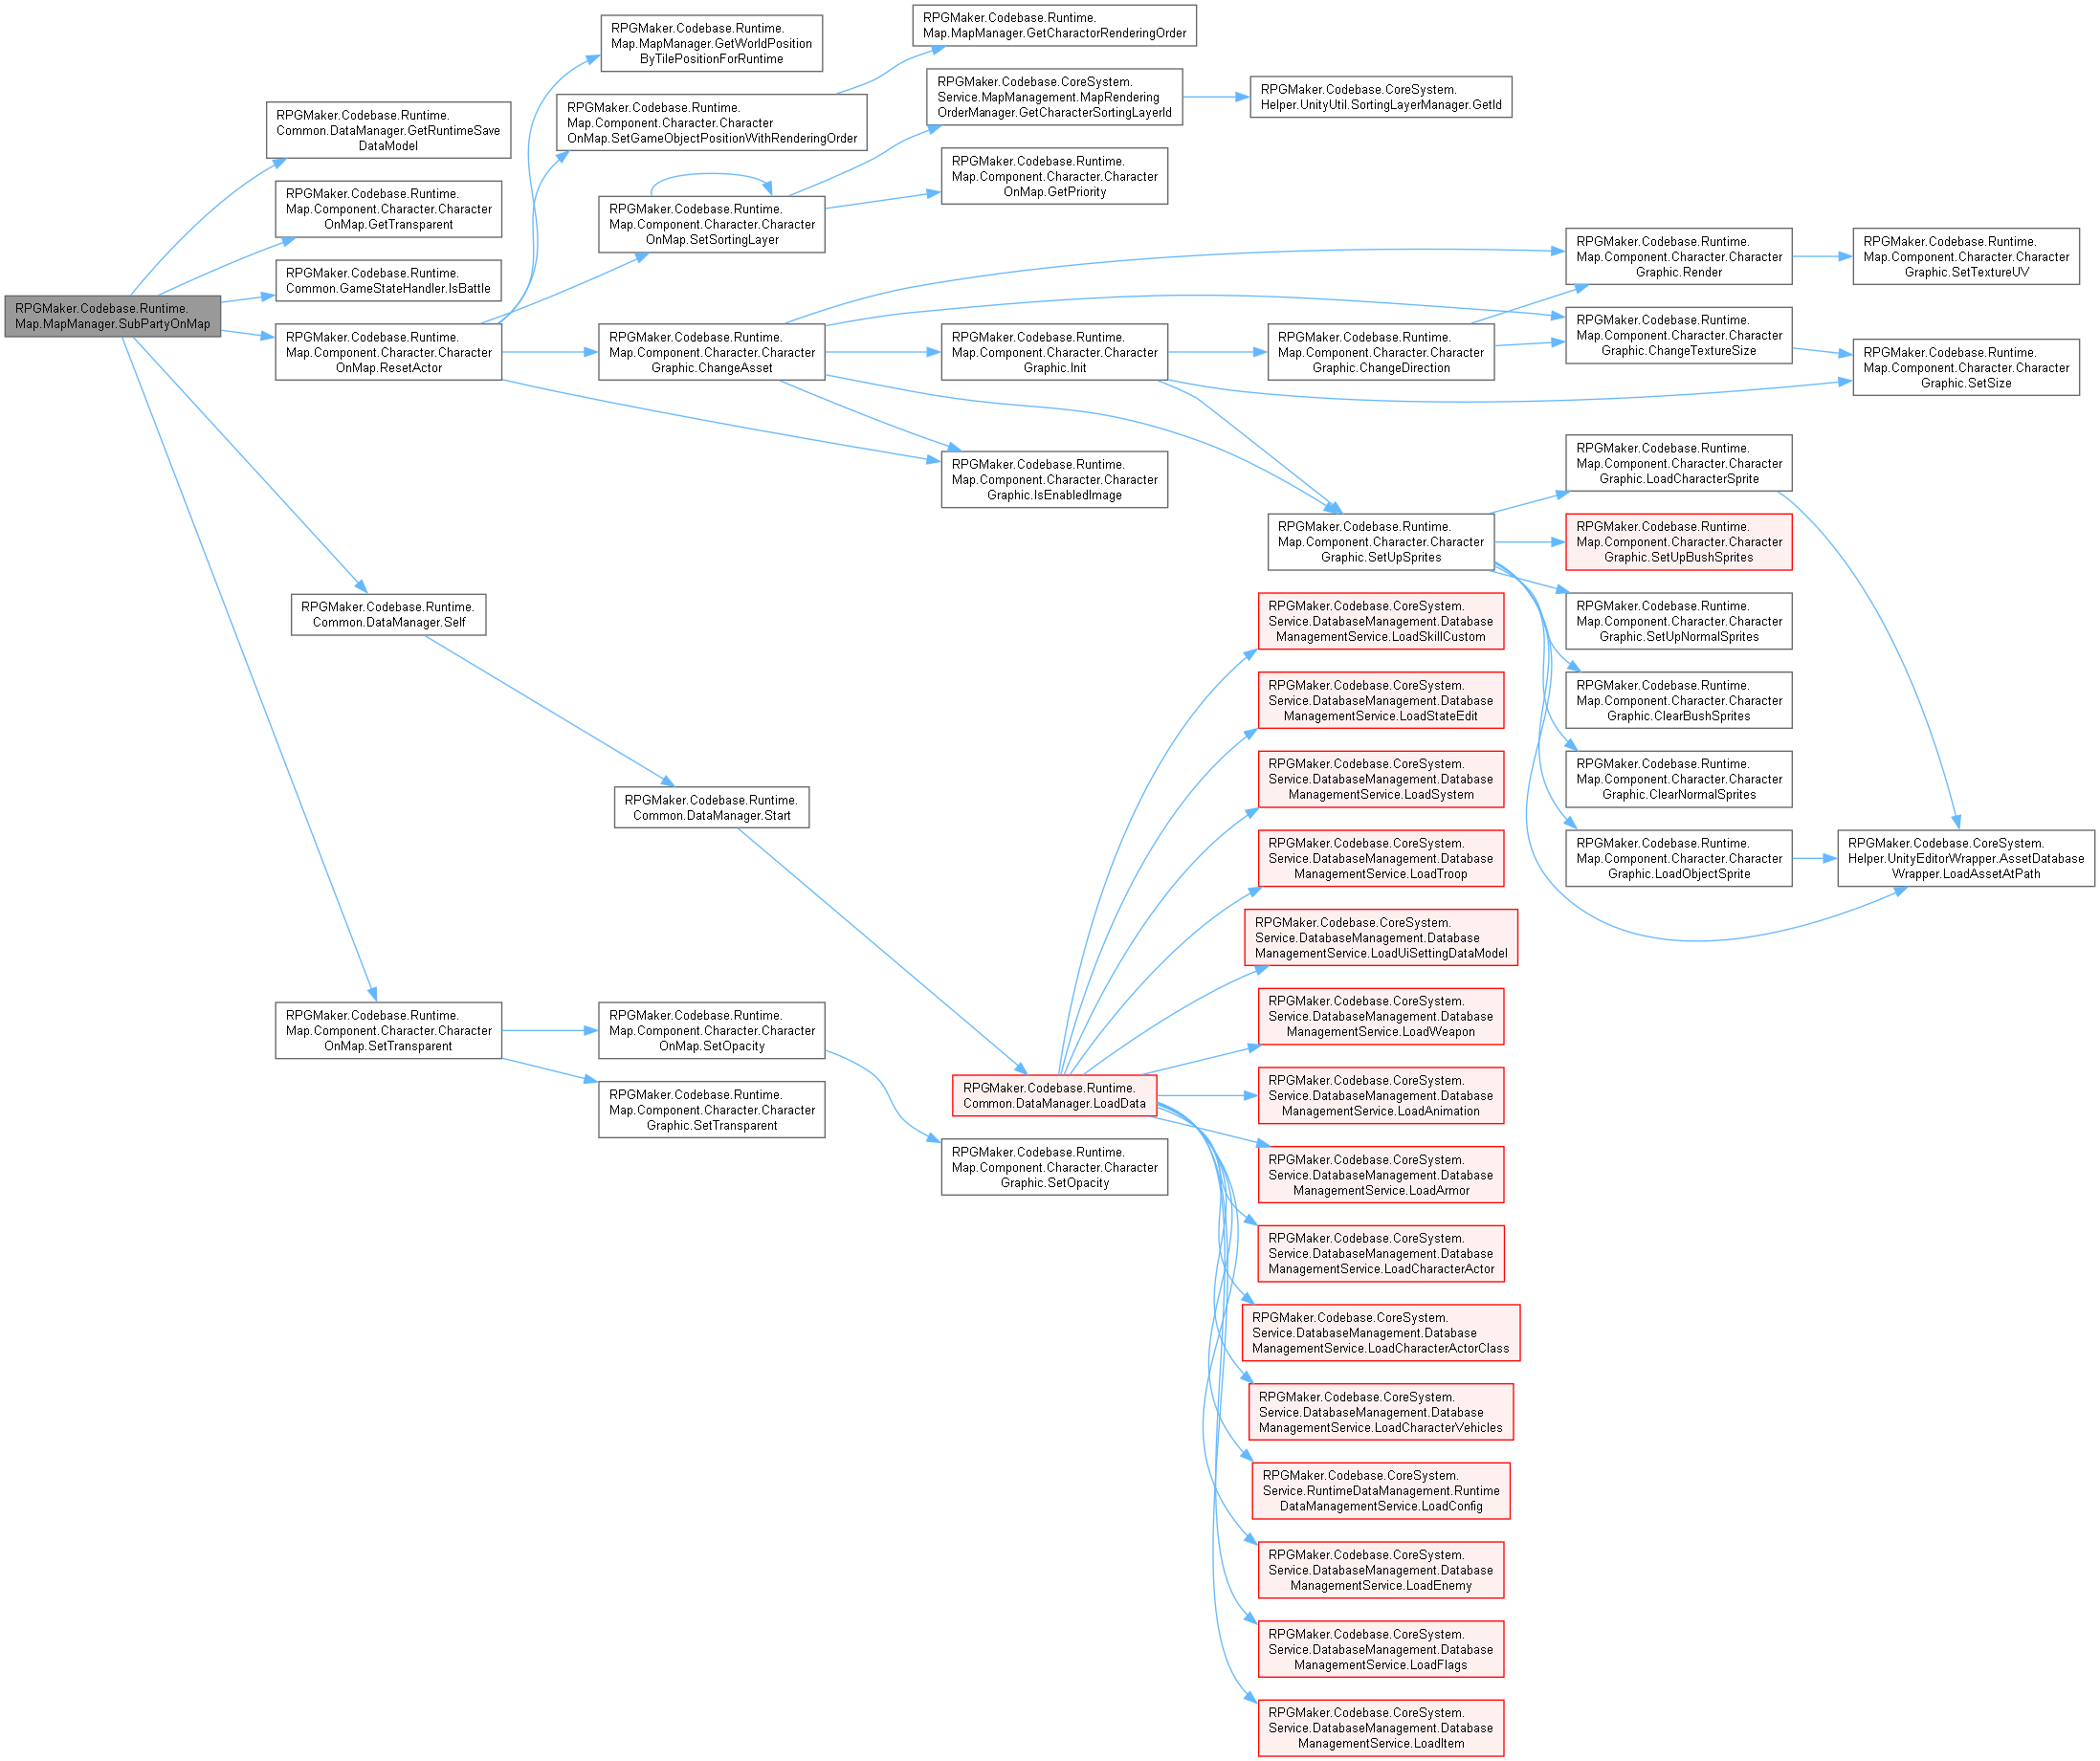 RPGMaker.Codebase.Runtime.
Map.MapManager.SubPartyOnMap
RPGMaker.Codebase.Runtime.
Common.DataManager.GetRuntimeSave
DataModel
RPGMaker.Codebase.Runtime.
Map.Component.Character.Character
OnMap.GetTransparent
RPGMaker.Codebase.Runtime.
Common.GameStateHandler.IsBattle
RPGMaker.Codebase.Runtime.
Map.Component.Character.Character
OnMap.ResetActor
RPGMaker.Codebase.Runtime.
Common.DataManager.Self
RPGMaker.Codebase.Runtime.
Map.Component.Character.Character
OnMap.SetTransparent
RPGMaker.Codebase.Runtime.
Map.MapManager.GetWorldPosition
ByTilePositionForRuntime
RPGMaker.Codebase.Runtime.
Map.Component.Character.Character
OnMap.SetGameObjectPositionWithRenderingOrder
RPGMaker.Codebase.Runtime.
Map.Component.Character.Character
OnMap.SetSortingLayer
RPGMaker.Codebase.Runtime.
Map.Component.Character.Character
Graphic.ChangeAsset
RPGMaker.Codebase.Runtime.
Common.DataManager.Start
RPGMaker.Codebase.Runtime.
Map.Component.Character.Character
OnMap.SetOpacity
RPGMaker.Codebase.Runtime.
Map.Component.Character.Character
Graphic.SetTransparent
RPGMaker.Codebase.Runtime.
Map.MapManager.GetCharactorRenderingOrder
RPGMaker.Codebase.CoreSystem.
Service.MapManagement.MapRendering
OrderManager.GetCharacterSortingLayerId
RPGMaker.Codebase.Runtime.
Map.Component.Character.Character
OnMap.GetPriority
RPGMaker.Codebase.Runtime.
Map.Component.Character.Character
Graphic.Init
RPGMaker.Codebase.Runtime.
Map.Component.Character.Character
Graphic.IsEnabledImage
RPGMaker.Codebase.Runtime.
Common.DataManager.LoadData
RPGMaker.Codebase.Runtime.
Map.Component.Character.Character
Graphic.SetOpacity
RPGMaker.Codebase.CoreSystem.
Helper.UnityUtil.SortingLayerManager.GetId
RPGMaker.Codebase.Runtime.
Map.Component.Character.Character
Graphic.ChangeDirection
RPGMaker.Codebase.Runtime.
Map.Component.Character.Character
Graphic.SetUpSprites
RPGMaker.Codebase.CoreSystem.
Service.DatabaseManagement.Database
ManagementService.LoadSkillCustom
RPGMaker.Codebase.CoreSystem.
Service.DatabaseManagement.Database
ManagementService.LoadStateEdit
RPGMaker.Codebase.CoreSystem.
Service.DatabaseManagement.Database
ManagementService.LoadSystem
RPGMaker.Codebase.CoreSystem.
Service.DatabaseManagement.Database
ManagementService.LoadTroop
RPGMaker.Codebase.CoreSystem.
Service.DatabaseManagement.Database
ManagementService.LoadUiSettingDataModel
RPGMaker.Codebase.CoreSystem.
Service.DatabaseManagement.Database
ManagementService.LoadWeapon
RPGMaker.Codebase.CoreSystem.
Service.DatabaseManagement.Database
ManagementService.LoadAnimation
RPGMaker.Codebase.CoreSystem.
Service.DatabaseManagement.Database
ManagementService.LoadArmor
RPGMaker.Codebase.CoreSystem.
Service.DatabaseManagement.Database
ManagementService.LoadCharacterActor
RPGMaker.Codebase.CoreSystem.
Service.DatabaseManagement.Database
ManagementService.LoadCharacterActorClass
RPGMaker.Codebase.CoreSystem.
Service.DatabaseManagement.Database
ManagementService.LoadCharacterVehicles
RPGMaker.Codebase.CoreSystem.
Service.RuntimeDataManagement.Runtime
DataManagementService.LoadConfig
RPGMaker.Codebase.CoreSystem.
Service.DatabaseManagement.Database
ManagementService.LoadEnemy
RPGMaker.Codebase.CoreSystem.
Service.DatabaseManagement.Database
ManagementService.LoadFlags
RPGMaker.Codebase.CoreSystem.
Service.DatabaseManagement.Database
ManagementService.LoadItem
RPGMaker.Codebase.Runtime.
Map.Component.Character.Character
Graphic.Render
RPGMaker.Codebase.Runtime.
Map.Component.Character.Character
Graphic.ChangeTextureSize
RPGMaker.Codebase.Runtime.
Map.Component.Character.Character
Graphic.LoadCharacterSprite
RPGMaker.Codebase.Runtime.
Map.Component.Character.Character
Graphic.SetUpBushSprites
RPGMaker.Codebase.Runtime.
Map.Component.Character.Character
Graphic.SetUpNormalSprites
RPGMaker.Codebase.Runtime.
Map.Component.Character.Character
Graphic.ClearBushSprites
RPGMaker.Codebase.Runtime.
Map.Component.Character.Character
Graphic.ClearNormalSprites
RPGMaker.Codebase.Runtime.
Map.Component.Character.Character
Graphic.LoadObjectSprite
RPGMaker.Codebase.Runtime.
Map.Component.Character.Character
Graphic.SetTextureUV
RPGMaker.Codebase.Runtime.
Map.Component.Character.Character
Graphic.SetSize
RPGMaker.Codebase.CoreSystem.
Helper.UnityEditorWrapper.AssetDatabase
Wrapper.LoadAssetAtPath